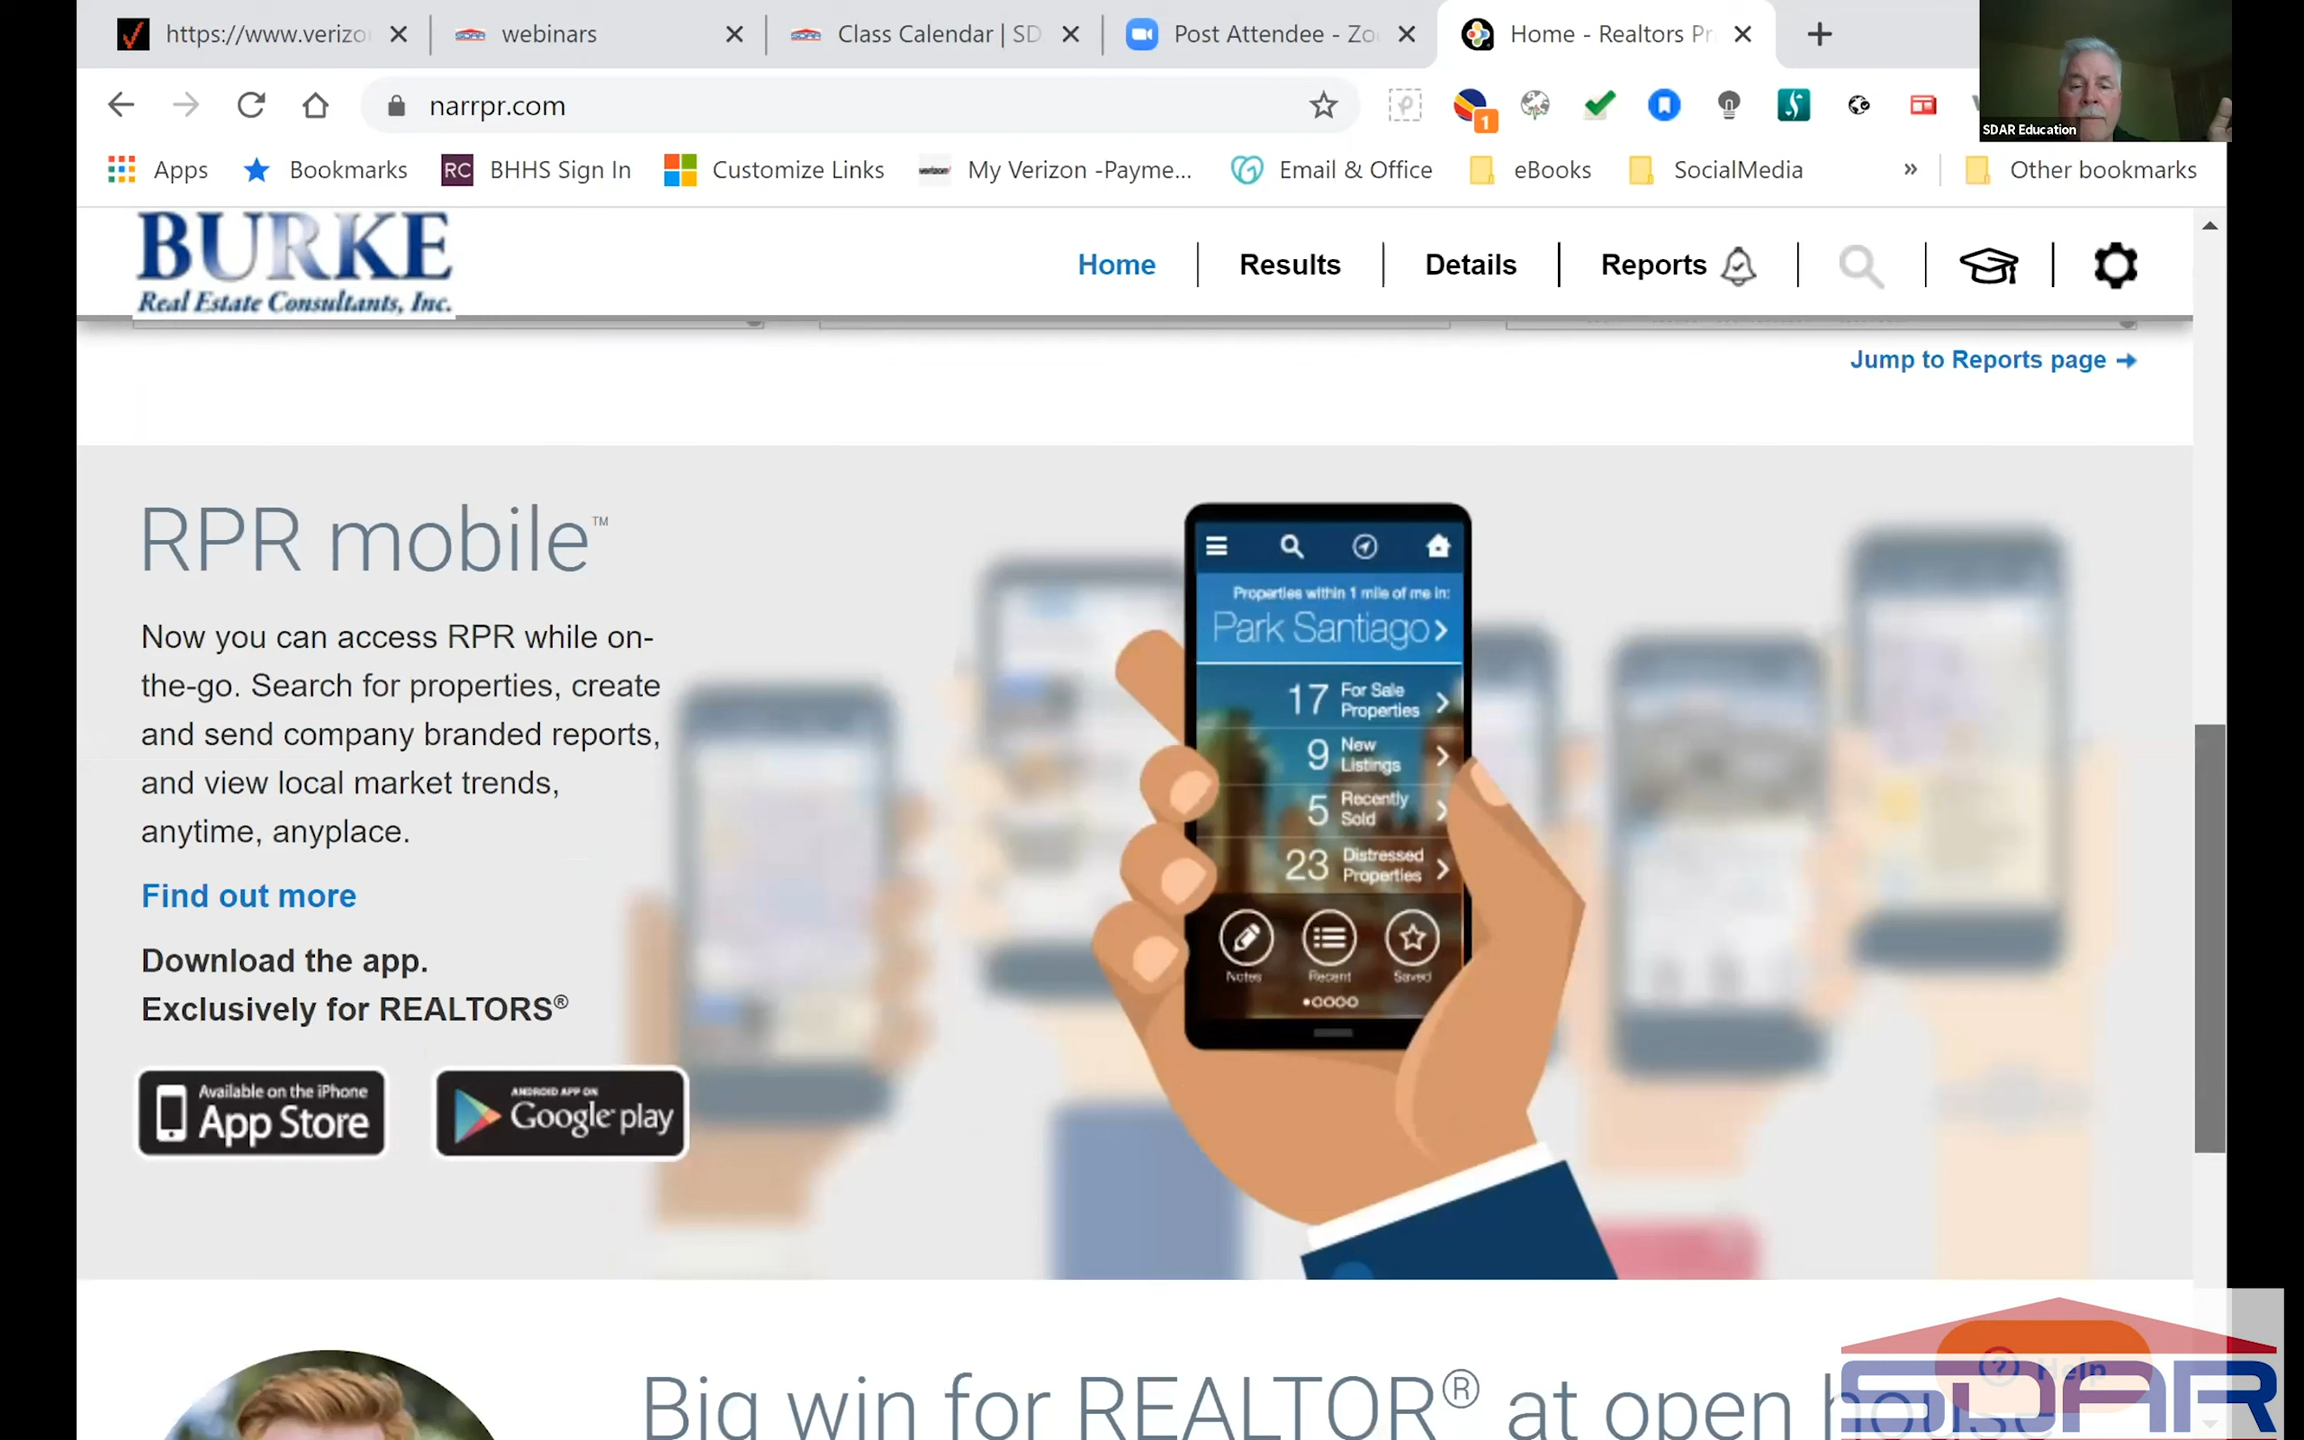 https://www.verizo
webinars
Class Calendar | SD
Post Attendee - Zo
Home - Realtors Pr
narrpr.com
1
SDAR Education
Apps
Bookmarks
RC
BHHS Sign In
Customize Links
verizon
My Verizon -Payme...
Email & Office
eBooks
SocialMedia
»
Other bookmarks
BURKE
Real Estate Consultants, Inc.
Home
Results
Details
Reports
Jump to Reports page
RPR mobile™
Now you can access RPR while on-
the-go. Search for properties, create
and send company branded reports,
and view local market trends,
anytime, anyplace.
Find out more
Download the app.
Exclusively for REALTORS®
Available on the iPhone
App Store
ANDROID APP ON
Google play
Properties within 1 mile of me in:
Park Santiago
17 For Sale
Properties
9 New
Listings
5 Recently
Sold
23 Distressed
Properties
Notes
Recent
Saved
Big win for REALTOR® at open house
Help
SDAR